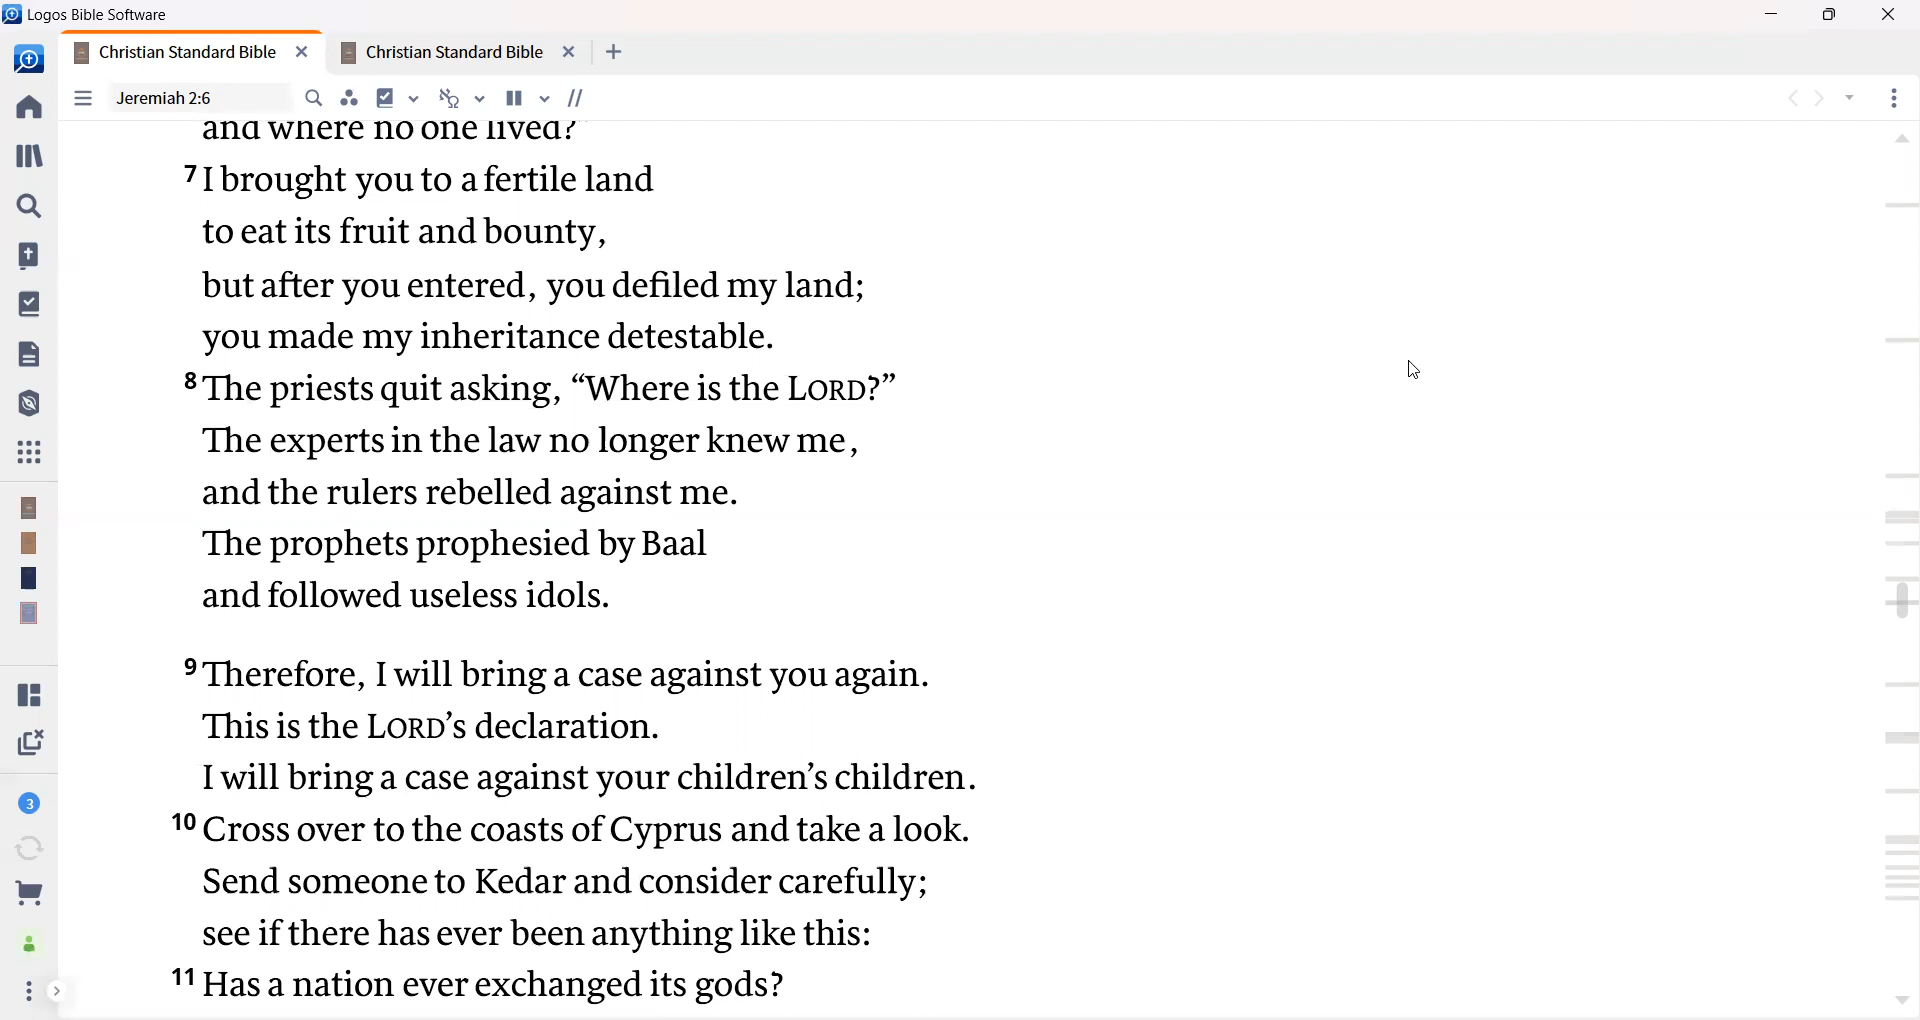 Logos Bible Software
Christian Standard Bible
Christian Standard Bible
Jeremiah 2:6
and where no one lived?”
7 I brought you to a fertile land
to eat its fruit and bounty,
but after you entered, you defiled my land;
you made my inheritance detestable.
8 The priests quit asking, “Where is the LORD?”
The experts in the law no longer knew me,
and the rulers rebelled against me.
The prophets prophesied by Baal
and followed useless idols.
9 Therefore, I will bring a case against you again.
This is the LORD’s declaration.
I will bring a case against your children’s children.
10 Cross over to the coasts of Cyprus and take a look.
Send someone to Kedar and consider carefully;
see if there has ever been anything like this:
11 Has a nation ever exchanged its gods?
3